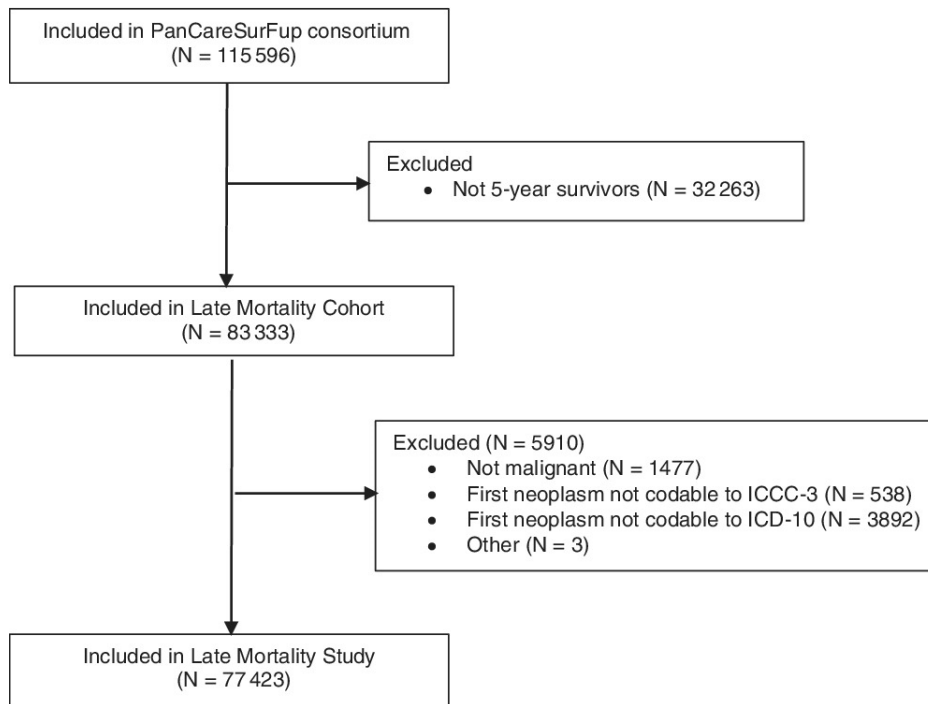 Included in PanCareSurFup consortium
(N = 115 596)
Excluded
• Not 5-year survivors (N = 32 263)
Included in Late Mortality Cohort
(N = 83 333)
Excluded (N = 5910)
• Not malignant (N = 1477)
• First neoplasm not codable to ICCC-3 (N = 538)
• First neoplasm not codable to ICD-10 (N = 3892)
• Other (N = 3)
Included in Late Mortality Study
(N = 77 423)